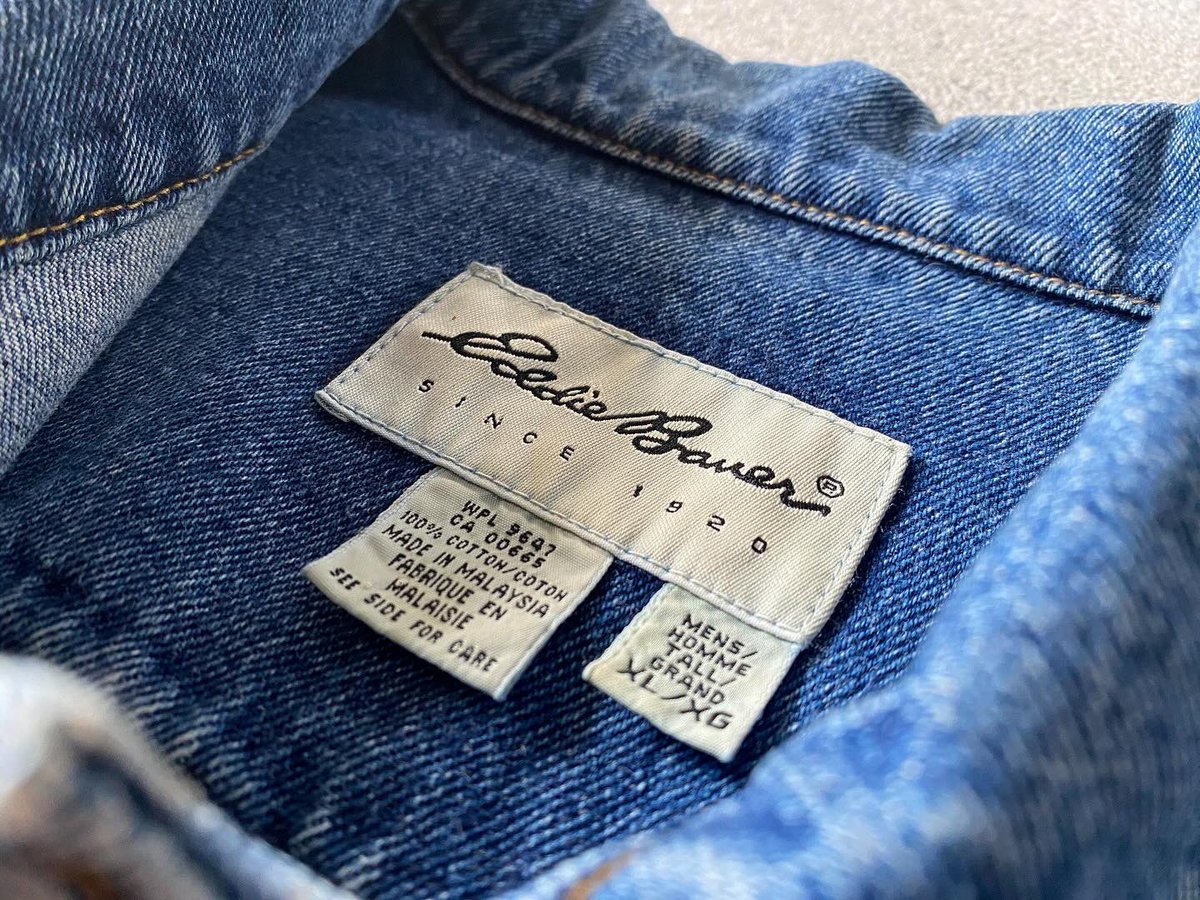 Eddie Bauer®
SINCE 1920
WPL 9647
CA 00665
100% COTTON/COTON
MADE IN MALAYSIA
FABRIQUE EN
MALAISIE
SEE SIDE FOR CARE
MENS/
HOMME
TALL/
GRAND
XL/XG